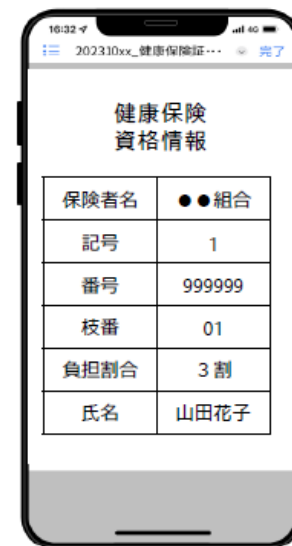 16:32 4G
202310xx_健康保険証… 完了
健康保険
資格情報
保険者名 ●●組合
記号 1
番号 999999
枝番 01
負担割合 3割
氏名 山田花子